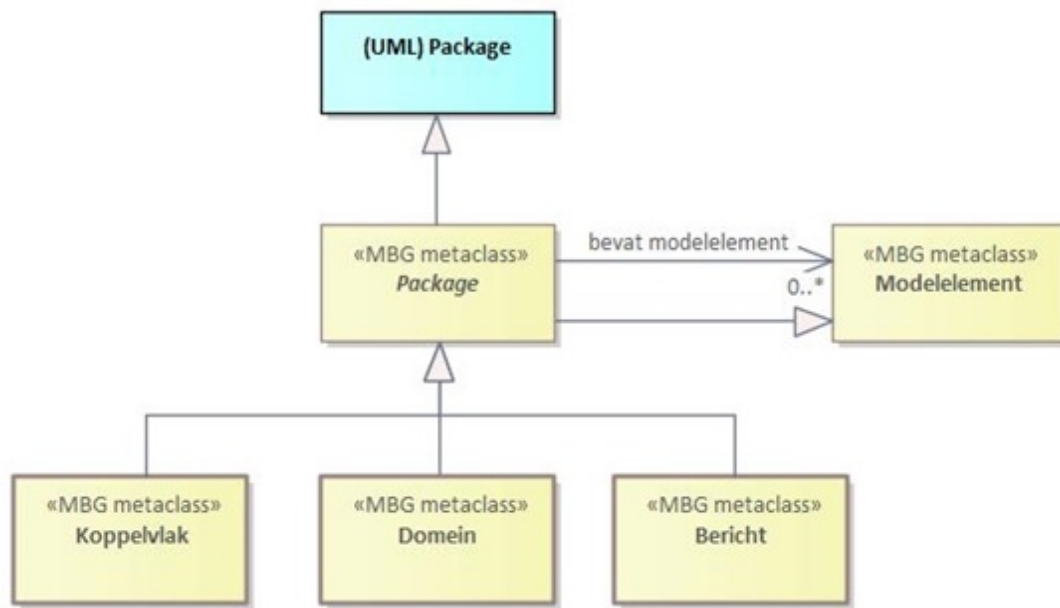 (UML) Package
«MBG metaclass»
Package
bevat modelelement
0..*
«MBG metaclass»
Modelelement
«MBG metaclass»
Koppelvlak
«MBG metaclass»
Domein
«MBG metaclass»
Bericht